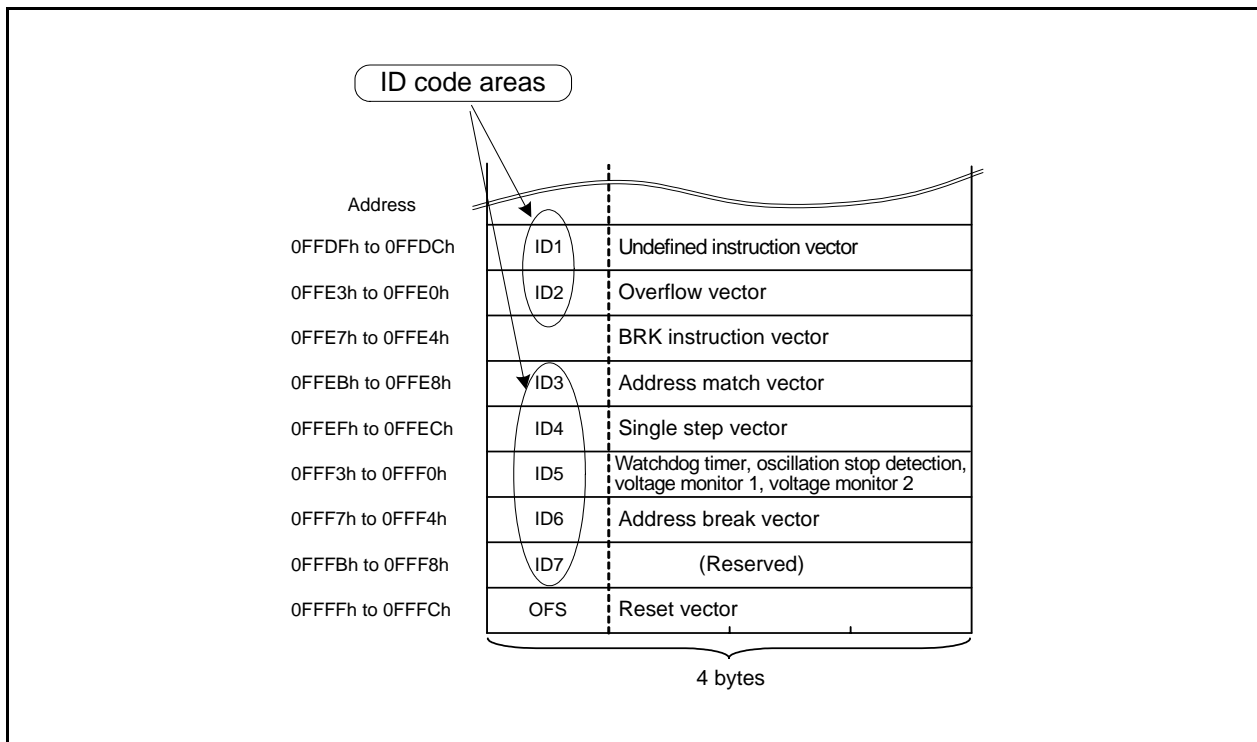 ID code areas
Address
0FFDFh to 0FFDCh ID1 Undefined instruction vector
0FFE3h to 0FFE0h ID2 Overflow vector
0FFE7h to 0FFE4h BRK instruction vector
0FFEBh to 0FFE8h ID3 Address match vector
0FFEFh to 0FFECh ID4 Single step vector
0FFF3h to 0FFF0h ID5 Watchdog timer, oscillation stop detection,
voltage monitor 1, voltage monitor 2
0FFF7h to 0FFF4h ID6 Address break vector
0FFFBh to 0FFF8h ID7 (Reserved)
0FFFFh to 0FFFCh OFS Reset vector
4 bytes